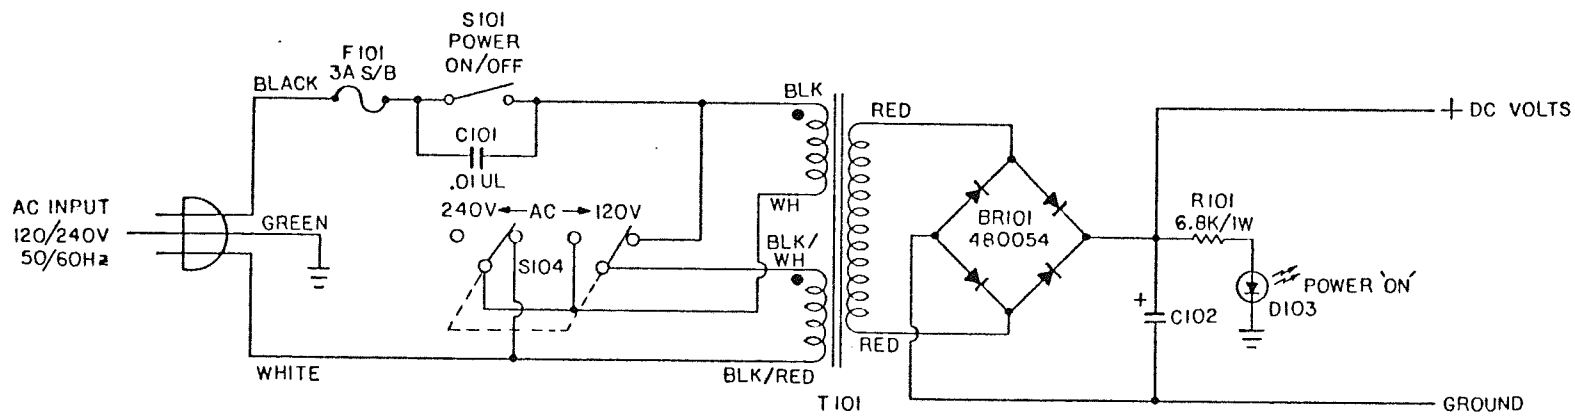 S101
POWER
ON/OFF
F101
3A S/B
BLACK
C101
.01UL
BLK
RED
+ DC VOLTS
AC INPUT
120/240V
50/60Hz
GREEN
240V ← AC → 120V
WH
BLK/
WH
S104
BR101
480054
R101
6.8K/1W
POWER 'ON'
D103
+
C102
WHITE
BLK/RED
RED
T101
GROUND